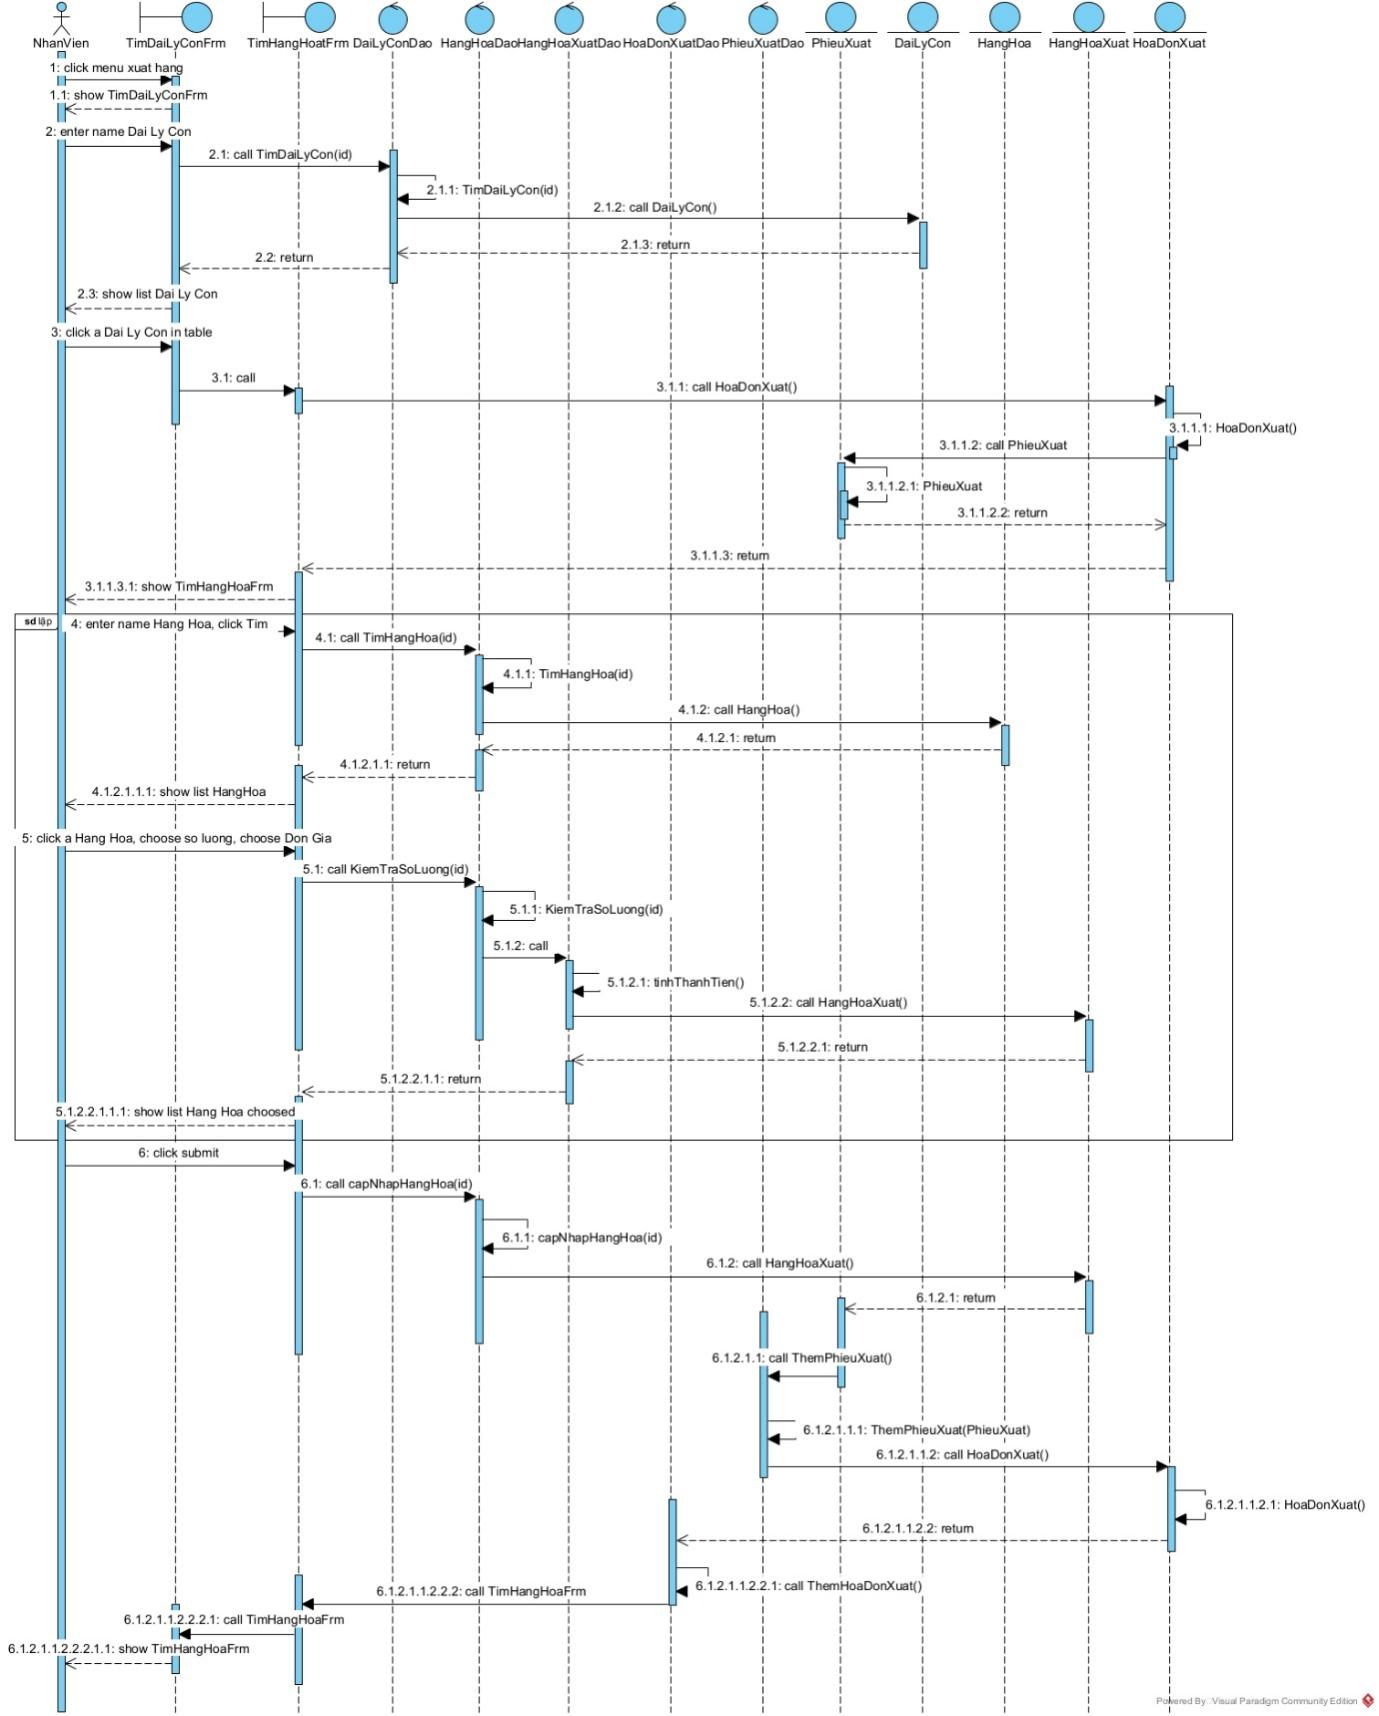 NhanVien
TimDaiLyConFrm
TimHangHoatFrm
DaiLyConDao
HangHoaDao
HangHoaXuatDao
HoaDonXuatDao
PhieuXuatDao
PhieuXuat
DaiLyCon
HangHoa
HangHoaXuat
HoaDonXuat
1: click menu xuat hang
1.1: show TimDaiLyConFrm
2: enter name Dai Ly Con
2.1: call TimDaiLyCon(id)
2.1.1: TimDaiLyCon(id)
2.1.2: call DaiLyCon()
2.1.3: return
2.2: return
2.3: show list Dai Ly Con
3: click a Dai Ly Con in table
3.1: call
3.1.1: call HoaDonXuat()
3.1.1.1: HoaDonXuat()
3.1.1.2: call PhieuXuat
3.1.1.2.1: PhieuXuat
3.1.1.2.2: return
3.1.1.3: return
3.1.1.3.1: show TimHangHoaFrm
sd lặp
4: enter name Hang Hoa, click Tim
4.1: call TimHangHoa(id)
4.1.1: TimHangHoa(id)
4.1.2: call HangHoa()
4.1.2.1: return
4.1.2.1.1: return
4.1.2.1.1.1: show list HangHoa
5: click a Hang Hoa, choose so luong, choose Don Gia
5.1: call KiemTraSoLuong(id)
5.1.1: KiemTraSoLuong(id)
5.1.2: call
5.1.2.1: tinhThanhTien()
5.1.2.2: call HangHoaXuat()
5.1.2.2.1: return
5.1.2.2.1.1: return
5.1.2.2.1.1.1: show list Hang Hoa choosed
6: click submit
6.1: call capNhapHangHoa(id)
6.1.1: capNhapHangHoa(id)
6.1.2: call HangHoaXuat()
6.1.2.1: return
6.1.2.1.1: call ThemPhieuXuat()
6.1.2.1.1.1: ThemPhieuXuat(PhieuXuat)
6.1.2.1.1.2: call HoaDonXuat()
6.1.2.1.1.2.1: HoaDonXuat()
6.1.2.1.1.2.2: return
6.1.2.1.1.2.2.1: call ThemHoaDonXuat()
6.1.2.1.1.2.2.2: call TimHangHoaFrm
6.1.2.1.1.2.2.2.1: call TimHangHoaFrm
6.1.2.1.1.2.2.2.1.1: show TimHangHoaFrm
Powered By: Visual Paradigm Community Edition